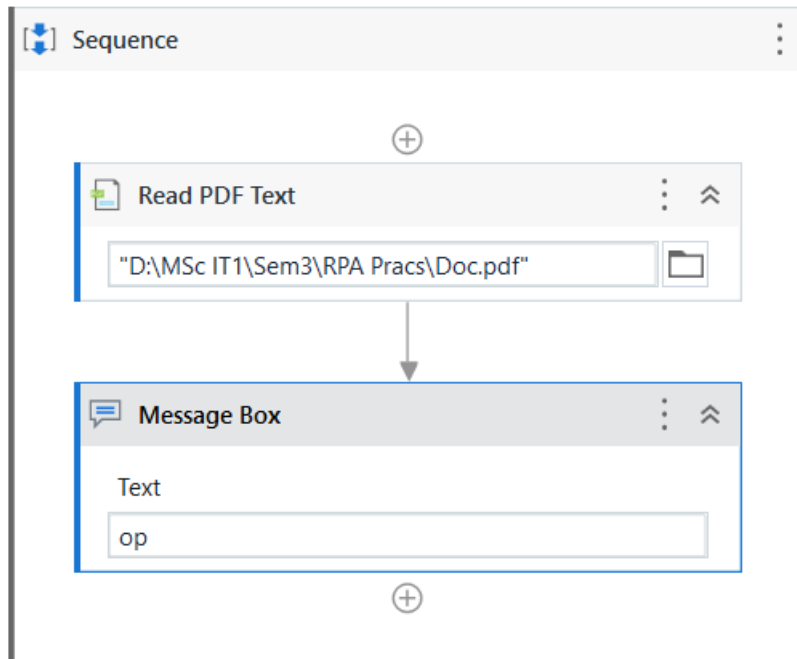 Sequence
Read PDF Text
"D:\MSc IT1\Sem3\RPA Pracs\Doc.pdf"
Message Box
Text
op